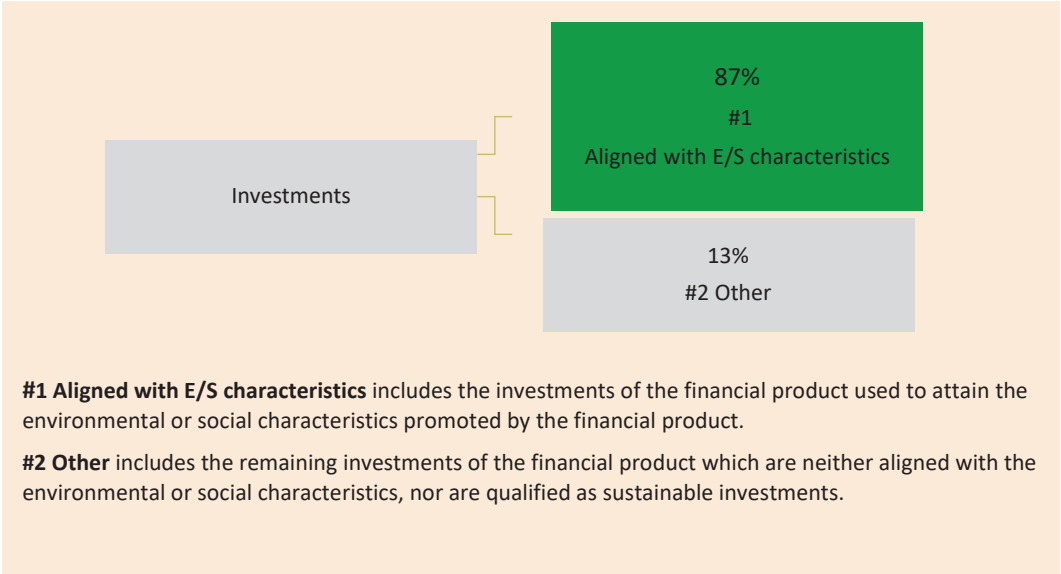 87%
#1
Aligned with E/S characteristics
Investments
13%
#2 Other
#1 Aligned with E/S characteristics includes the investments of the financial product used to attain the
environmental or social characteristics promoted by the financial product.
#2 Other includes the remaining investments of the financial product which are neither aligned with the
environmental or social characteristics, nor are qualified as sustainable investments.